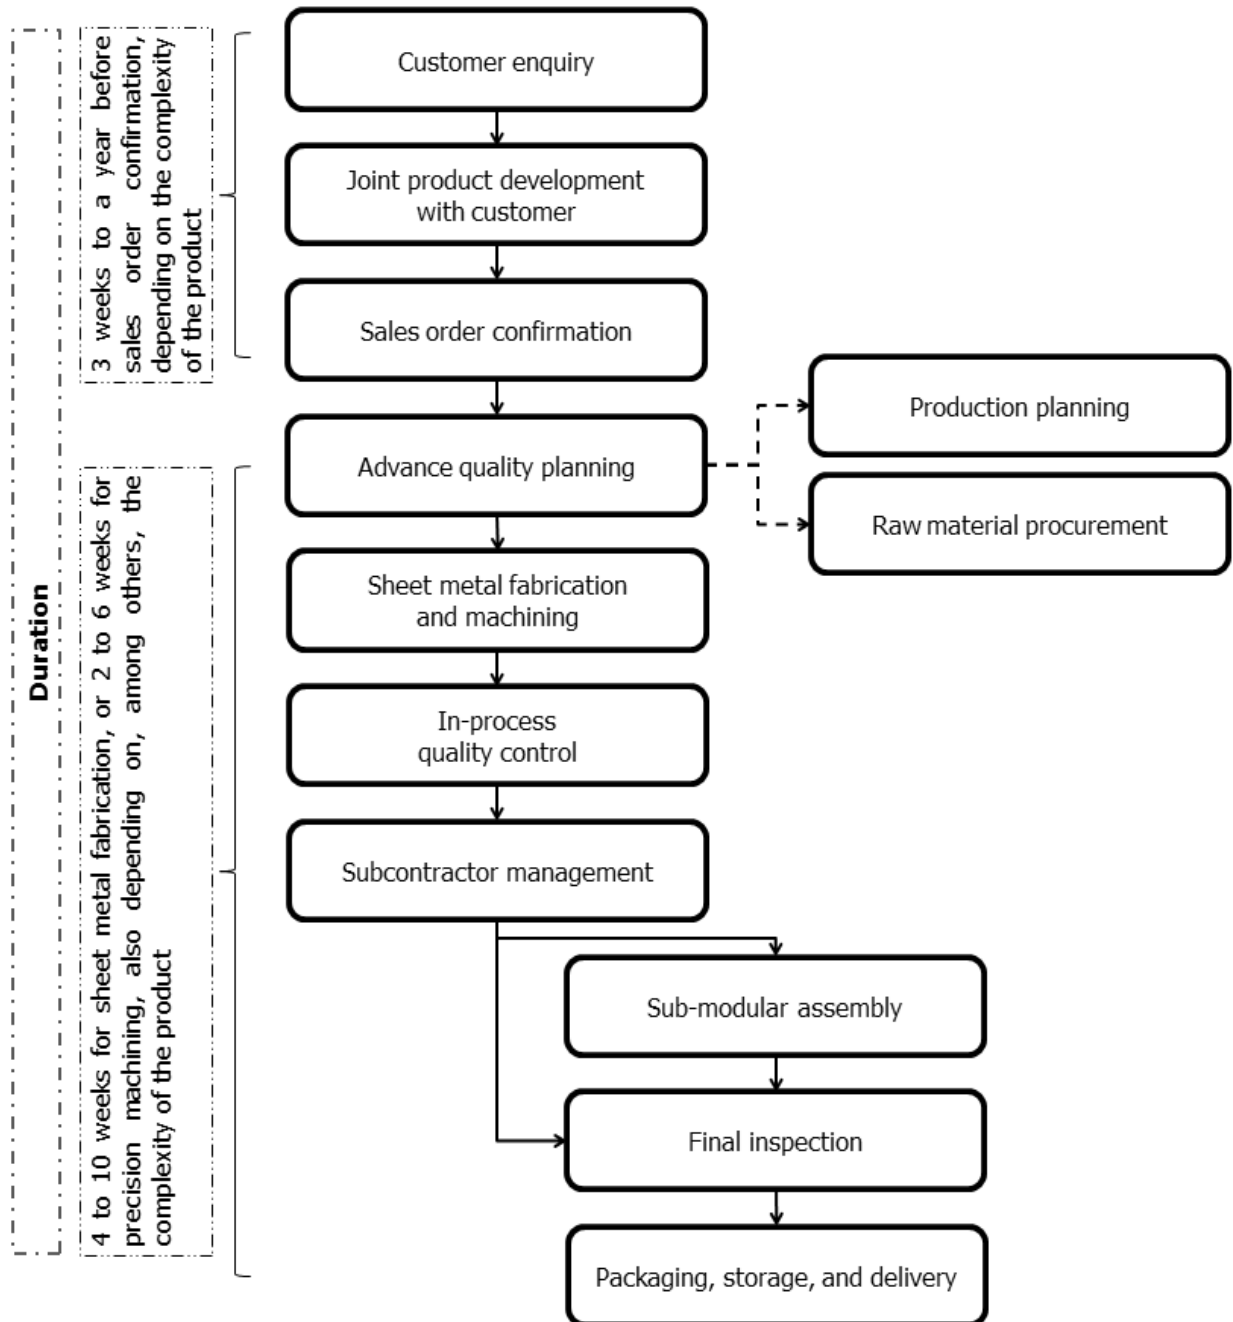 Duration
3 weeks to a year before
sales order confirmation,
depending on the complexity
of the product
4 to 10 weeks for sheet metal fabrication, or 2 to 6 weeks for
precision machining, also depending on, among others, the
complexity of the product
Customer enquiry
Joint product development
with customer
Sales order confirmation
Advance quality planning
Production planning
Raw material procurement
Sheet metal fabrication
and machining
In-process
quality control
Subcontractor management
Sub-modular assembly
Final inspection
Packaging, storage, and delivery